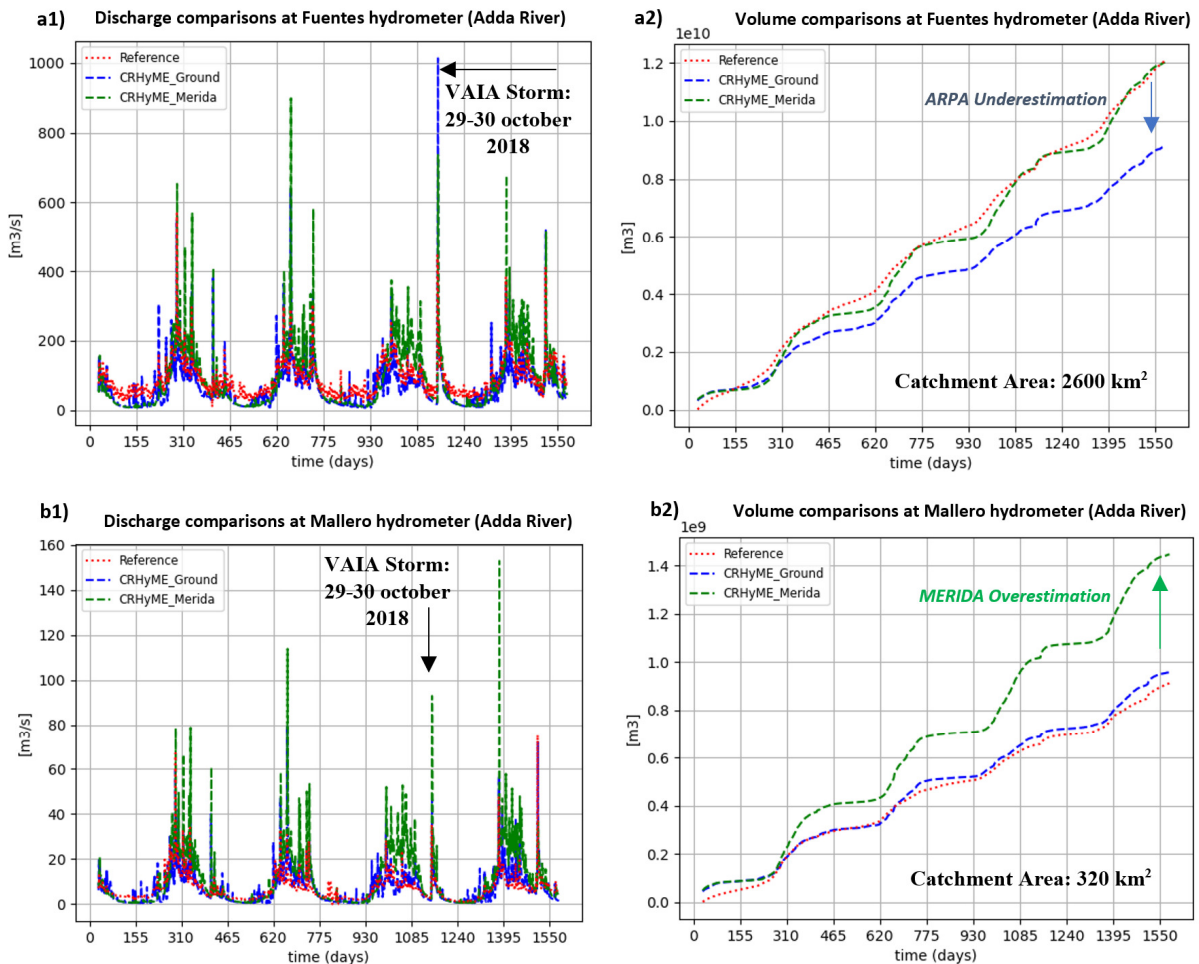 a1)
Discharge comparisons at Fuentes hydrometer (Adda River)
Reference
CRHyME_Ground
CRHyME_Merida
VAIA Storm:
29-30 october
2018
1000
800
600
400
200
0
[m3/s]
0 155 310 465 620 775 930 1085 1240 1395 1550
time (days)
a2)
Volume comparisons at Fuentes hydrometer (Adda River)
1e10
Reference
CRHyME_Ground
CRHyME_Merida
ARPA Underestimation
Catchment Area: 2600 km²
1.2
1.0
0.8
0.6
0.4
0.2
0.0
[m3]
0 155 310 465 620 775 930 1085 1240 1395 1550
time (days)
b1)
Discharge comparisons at Mallero hydrometer (Adda River)
Reference
CRHyME_Ground
CRHyME_Merida
VAIA Storm:
29-30 october
2018
160
140
120
100
80
60
40
20
0
[m3/s]
0 155 310 465 620 775 930 1085 1240 1395 1550
time (days)
b2)
Volume comparisons at Mallero hydrometer (Adda River)
1e9
Reference
CRHyME_Ground
CRHyME_Merida
MERIDA Overestimation
Catchment Area: 320 km²
1.4
1.2
1.0
0.8
0.6
0.4
0.2
0.0
[m3]
0 155 310 465 620 775 930 1085 1240 1395 1550
time (days)